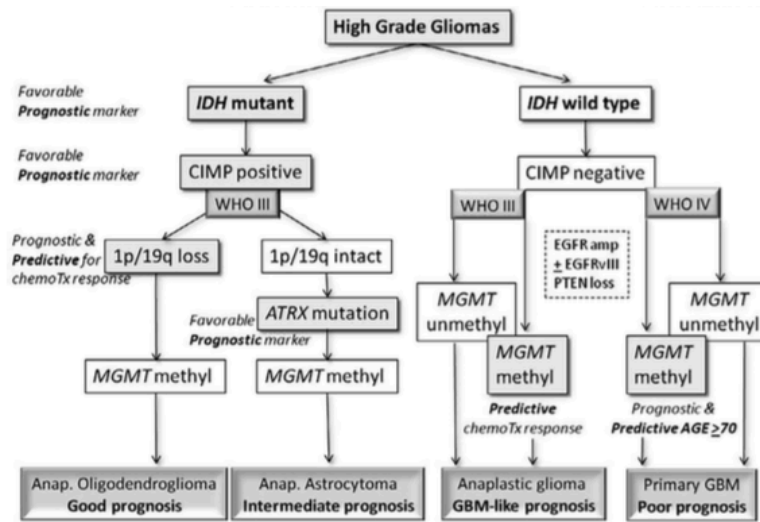 High Grade Gliomas
Favorable
Prognostic marker
IDH mutant
IDH wild type
Favorable
Prognostic marker
CIMP positive
CIMP negative
WHO III
WHO III
WHO IV
Prognostic &
Predictive for
chemoTx response
1p/19q loss
1p/19q intact
EGFR amp
± EGFRvIII
PTEN loss
Favorable
Prognostic marker
ATRX mutation
MGMT
unmethyl
MGMT
unmethyl
MGMT methyl
MGMT methyl
MGMT
methyl
MGMT
methyl
Predictive
chemoTx response
Prognostic &
Predictive AGE ≥70
Anap. Oligodendroglioma
Good prognosis
Anap. Astrocytoma
Intermediate prognosis
Anaplastic glioma
GBM-like prognosis
Primary GBM
Poor prognosis